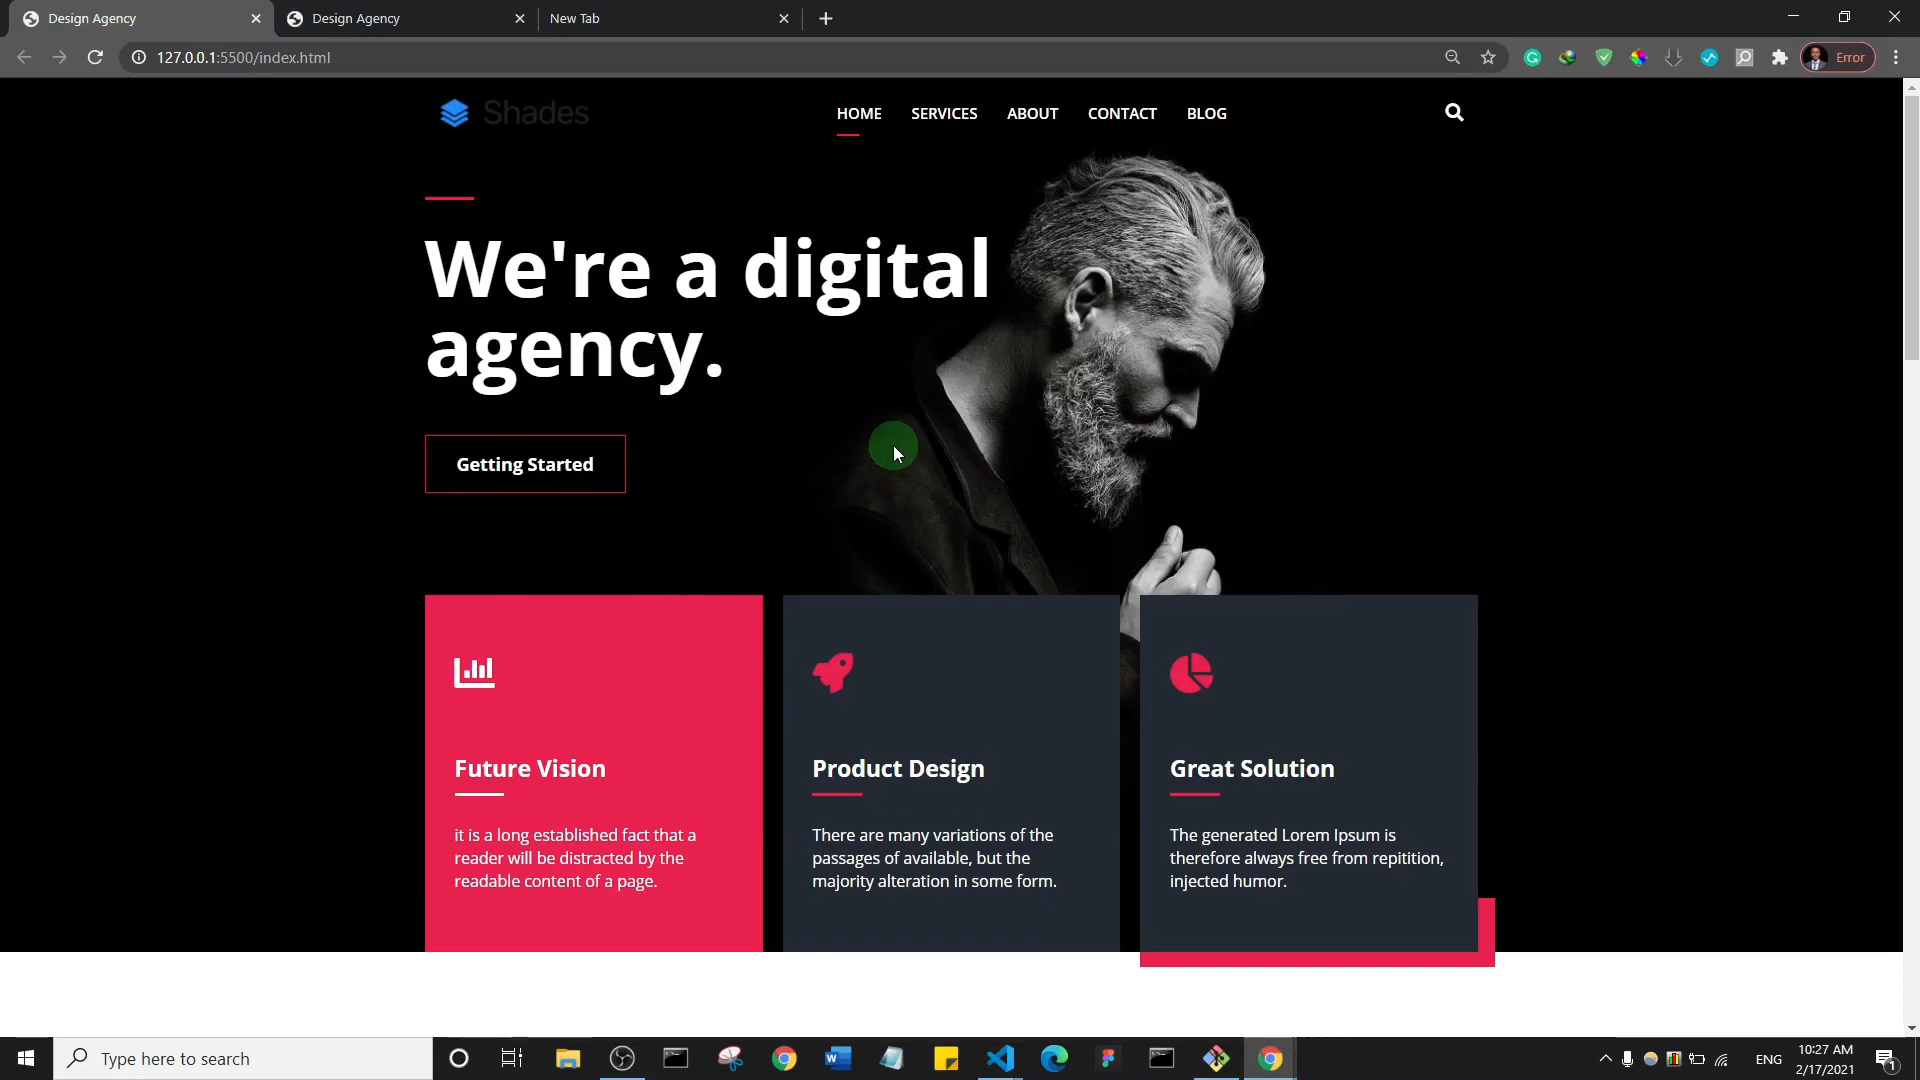 Design Agency
Design Agency
New Tab
127.0.0.1:5500/index.html
Error
Shades
HOME SERVICES ABOUT CONTACT BLOG
We're a digital
agency.
Getting Started
Future Vision
it is a long established fact that a
reader will be distracted by the
readable content of a page.
Product Design
There are many variations of the
passages of available, but the
majority alteration in some form.
Great Solution
The generated Lorem Ipsum is
therefore always free from repitition,
injected humor.
Type here to search
ENG
10:27 AM
2/17/2021
1